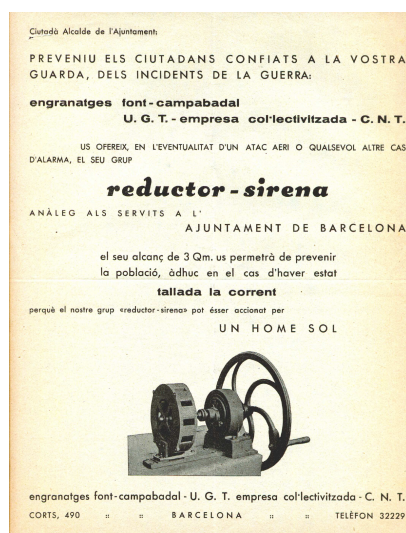 Ciutadà Alcalde de l'Ajuntament:
PREVENIU ELS CIUTADANS CONFIATS A LA VOSTRA
GUARDA, DELS INCIDENTS DE LA GUERRA:
engranatges font-campabadal
U. G. T. - empresa col·lectivitzada - C. N. T.
US OFEREIX, EN L'EVENTUALITAT D'UN ATAC AERI O QUALSEVOL ALTRE CAS
D'ALARMA, EL SEU GRUP
reductor-sirena
ANÀLEG ALS SERVITS A L'
AJUNTAMENT DE BARCELONA
el seu alcanç de 3 Qm. us permetrà de prevenir
la població, àdhuc en el cas d'haver estat
tallada la corrent
perquè el nostre grup «reductor-sirena» pot ésser accionat per
UN HOME SOL
engranatges font-campabadal - U. G. T. empresa col·lectivitzada - C. N. T.
CORTS, 490 :: :: BARCELONA :: :: TELÈFON 32229